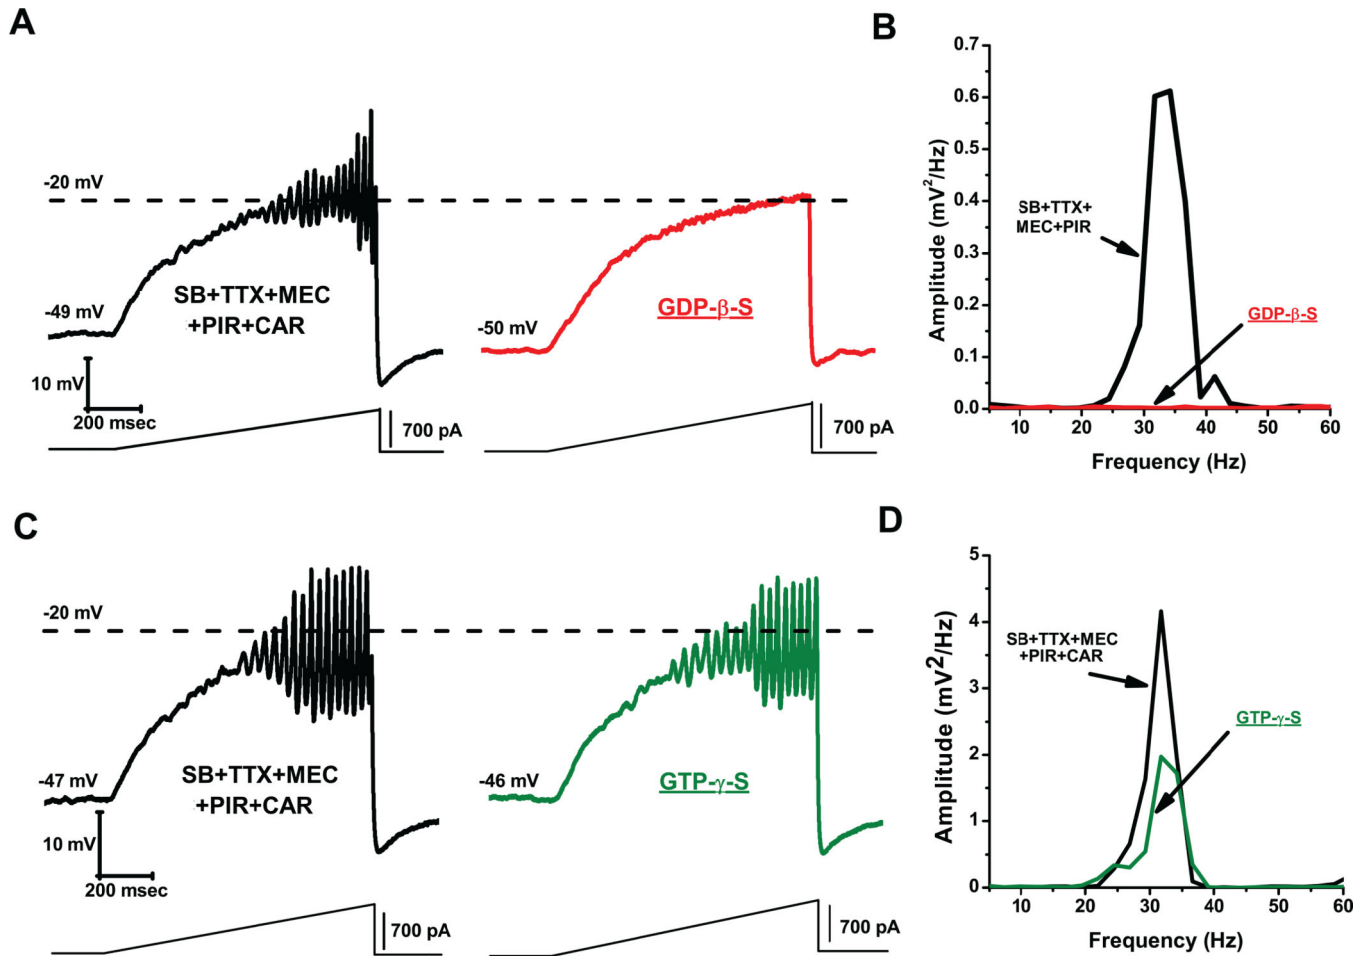 A
-20 mV
-49 mV
SB+TTX+MEC
+PIR+CAR
10 mV
200 msec
700 pA
-50 mV
GDP-β-S
700 pA
B
0.7
0.6
0.5
0.4
0.3
0.2
0.1
0.0
Amplitude (mV²/Hz)
SB+TTX+
MEC+PIR
GDP-β-S
10 20 30 40 50 60
Frequency (Hz)
C
-20 mV
-47 mV
SB+TTX+MEC
+PIR+CAR
10 mV
200 msec
700 pA
-46 mV
GTP-γ-S
700 pA
D
5
4
3
2
1
0
Amplitude (mV²/Hz)
SB+TTX+MEC
+PIR+CAR
GTP-γ-S
10 20 30 40 50 60
Frequency (Hz)